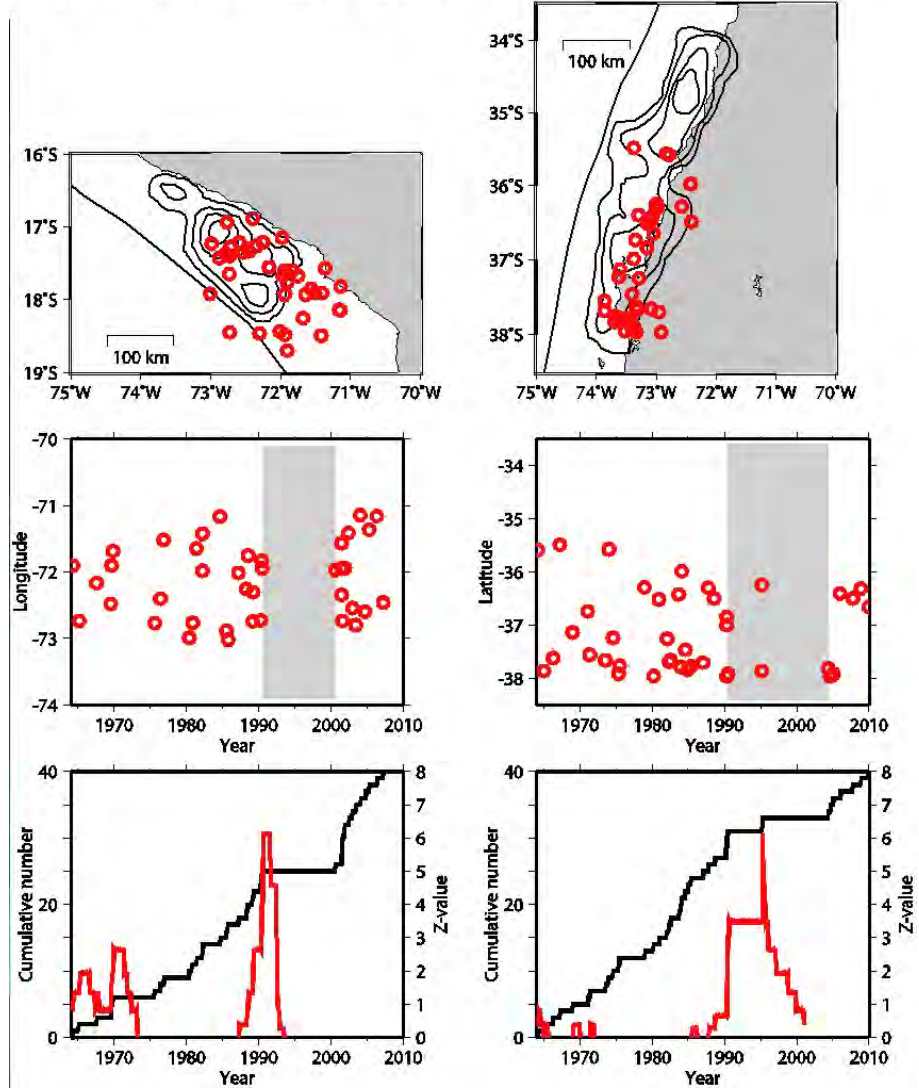 34°S
100 km
35°S
36°S
37°S
38°S
75°W 73°W 72°W 71°W 70°W
16°S
17°S
18°S
100 km
19°S
75°W 73°W 72°W 71°W 70°W
-70
-71
-72
-73
-74
Longitude
1970 1980 1990 2000 2010
Year
-34
-35
-36
-37
-38
Latitude
1970 1980 1990 2000 2010
Year
40
20
0
Cumulative number
8
7
6
5
4
3
2
1
0
Z-value
1970 1980 1990 2000 2010
Year
40
20
0
Cumulative number
8
7
6
5
4
3
2
1
0
Z-value
1970 1980 1990 2000 2010
Year